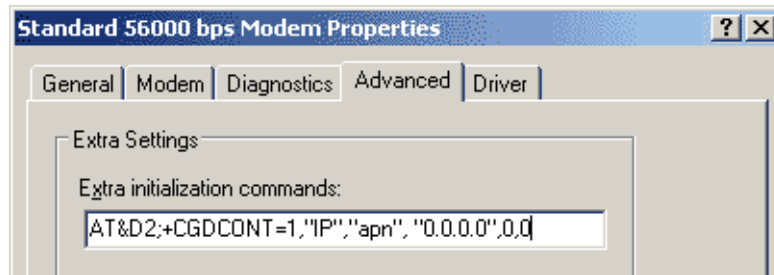 Standard 56000 bps Modem Properties
General Modem Diagnostics Advanced Driver
Extra Settings
Extra initialization commands:
AT&D2;+CGDCONT=1,"IP","apn", "0.0.0.0",0,0